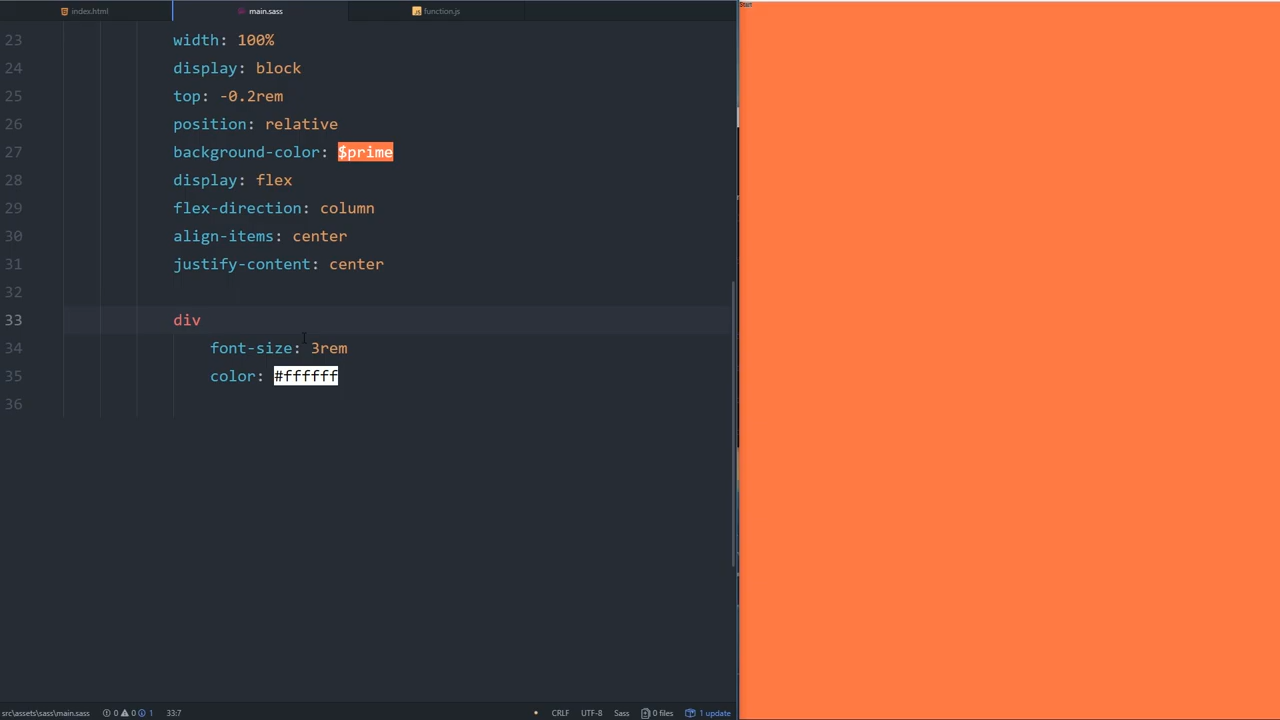 index.html
main.sass
function.js
Start
23 width: 100%
24 display: block
25 top: -0.2rem
26 position: relative
27 background-color: $prime
28 display: flex
29 flex-direction: column
30 align-items: center
31 justify-content: center
32
33 div
34 font-size: 3rem
35 color: #ffffff
36
src\assets\sass\main.sass 0 0 1 33:7 CRLF UTF-8 Sass 0 files 1 update